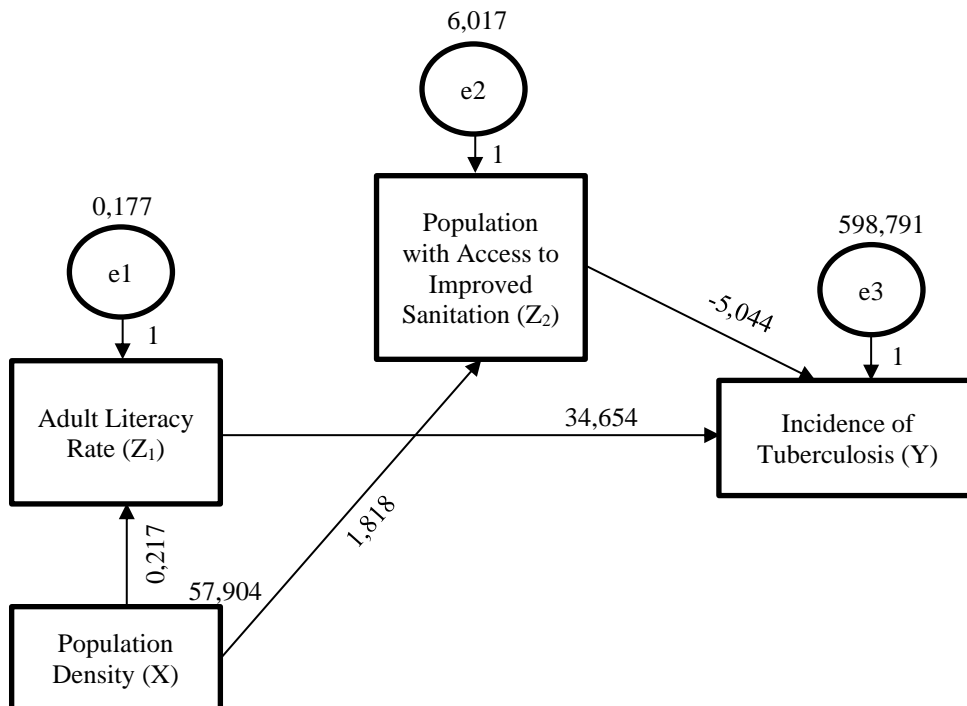 6,017
e2
1
Population
with Access to
Improved
Sanitation (Z₂)
0,177
e1
1
598,791
e3
1
-5,044
Adult Literacy
Rate (Z₁)
34,654
Incidence of
Tuberculosis (Y)
1,818
0,217
57,904
Population
Density (X)